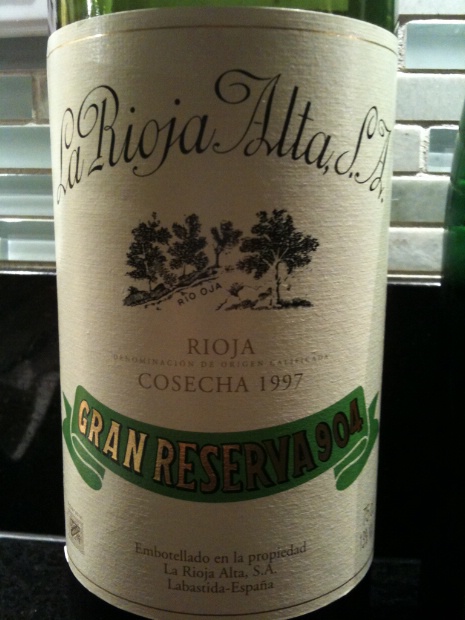 La Rioja Alta, S.A.
RIO OJA
RIOJA
DENOMINACIÓN DE ORIGEN CALIFICADA
COSECHA 1997
GRAN RESERVA 904
Embotellado en la propiedad
La Rioja Alta, S.A.
Labastida-España